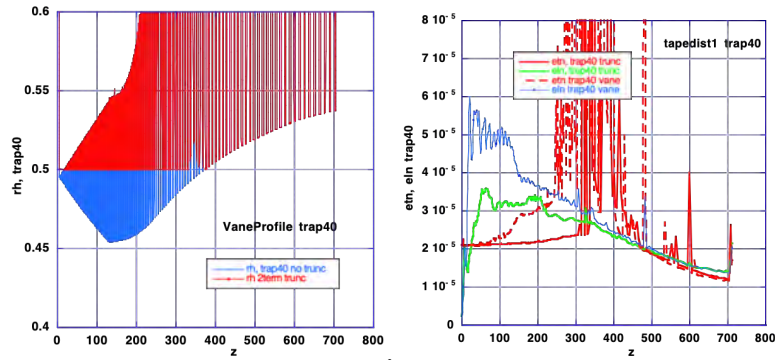 0.6
0.55
0.5
0.45
0.4
rh, trap40
VaneProfile trap40
rh, trap40 no trunc
rh 2term trunc
0 100 200 300 400 500 600 700 800
z
8 10⁻⁵
7 10⁻⁵
6 10⁻⁵
5 10⁻⁵
4 10⁻⁵
3 10⁻⁵
2 10⁻⁵
1 10⁻⁵
0
etn, eln trap40
tapedist1 trap40
etn, trap40 trunc
eln, trap40 trunc
etn trap40 vane
eln trap40 vane
0 100 200 300 400 500 600 700 800
z